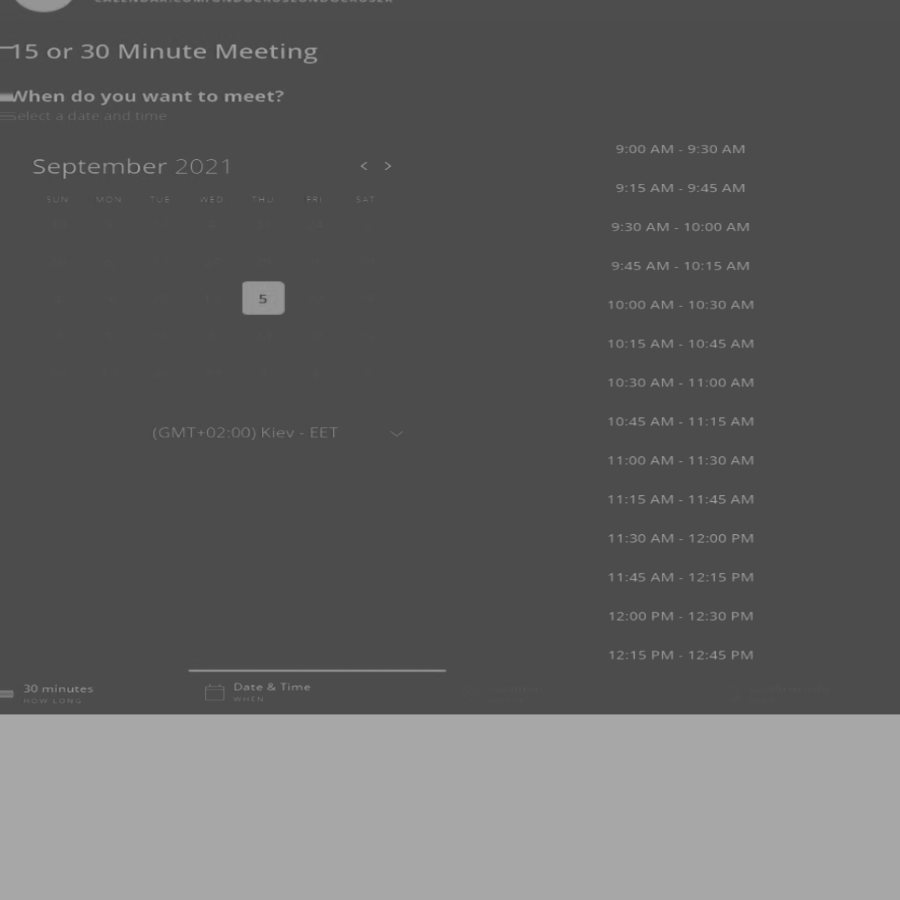 15 or 30 Minute Meeting
When do you want to meet?
Select a date and time
September 2021
< >
SUN MON TUE WED THU FRI SAT
5
(GMT+02:00) Kiev - EET
9:00 AM - 9:30 AM
9:15 AM - 9:45 AM
9:30 AM - 10:00 AM
9:45 AM - 10:15 AM
10:00 AM - 10:30 AM
10:15 AM - 10:45 AM
10:30 AM - 11:00 AM
10:45 AM - 11:15 AM
11:00 AM - 11:30 AM
11:15 AM - 11:45 AM
11:30 AM - 12:00 PM
11:45 AM - 12:15 PM
12:00 PM - 12:30 PM
12:15 PM - 12:45 PM
30 minutes
HOW LONG
Date & Time
WHEN